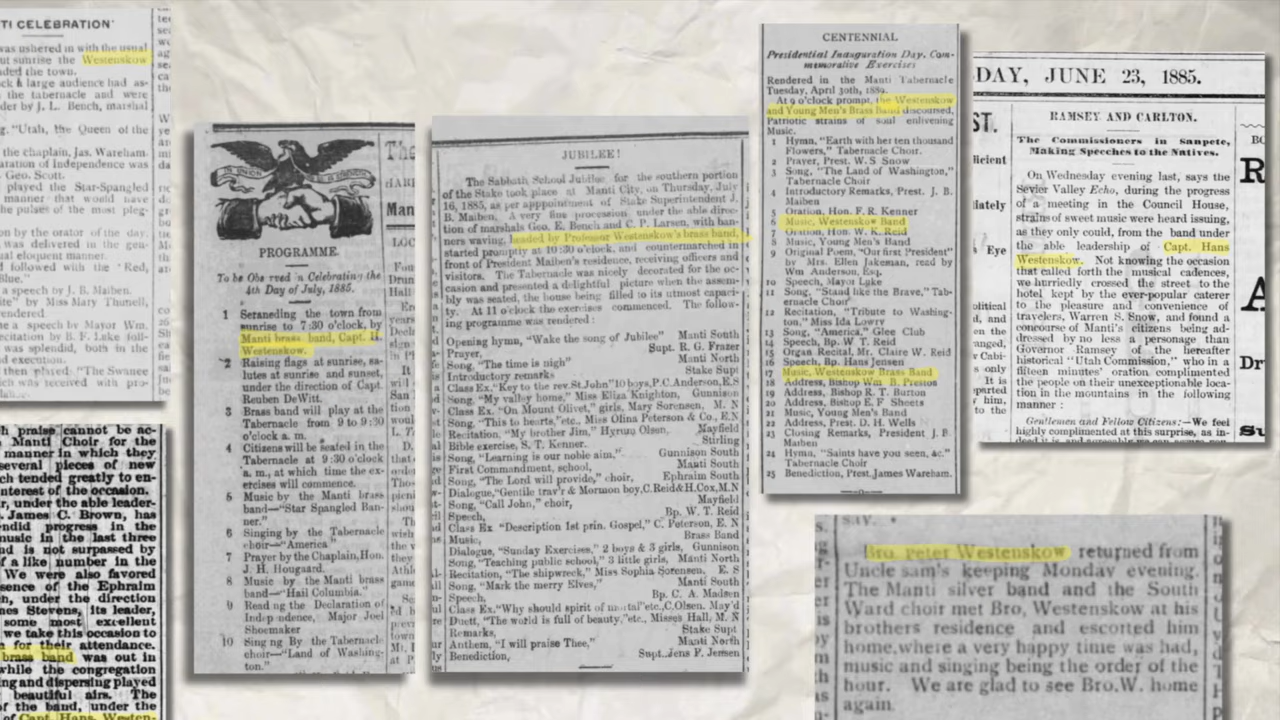 TI CELEBRATION
was ushered in with the usual
ut sunrise the Westenskow
ded the town.
ck a large audience had as-
the tabernacle and were
der by J. L. Bench, marshal
g. "Utah, the Queen of the
the chaplain, Jas. Wareham.
aration of Independence was
Geo. Scott.
played the Star-Spangled
manner that would have
he pulses of the most pleg-
on by the orator of the day
was delivered in the gen-
al eloquent manner.
followed with the 'Red,
Blue."
a speech by J. B. Maiben.
ite" by Miss Mary Thunell,
rendered.
ne a speech by Mayor Wm.
ecitation by B. F. Luke foll-
was splendid, both in the
d execution.
then played "The Swanee
ich was received with pro-
h praise cannot be ac-
Manti Choir for the
manner in which they
several pieces of new
ch tended greatly to en-
nterest of the occasion.
r, under the able leader-
James C. Brown, has
ndid progress in the
music in the last three
nd is not surpassed by
f a like number in the
We were also favored
sence of the Ephraim
n, under the direction
mes Stevens, its leader,
some most excellent
we take this occasion to
for their attendance.
brass band was out in
while the congregation
ng and dispersing played
beautiful airs. The
of the band, under the
of Capt. Hans Westen-
PROGRAMME.
To be Observed in Celebrating the
4th Day of July, 1885.
1 Seranading the town from
sunrise to 7:30 o'clock, by
Manti brass band, Capt. H.
Westenskow.
2 Raising flags at sunrise, sa-
lutes at sunrise and sunset,
under the direction of Capt.
Reuben DeWitt.
3 Brass band will play at the
Tabernacle from 9 to 9:30
o'clock a. m.
4 Citizens will be seated in the
Tabernacle at 9:30 o'clock
a. m., at which time the ex-
ercises will commence.
5 Music by the Manti brass
band—"Star Spangled Ban-
ner."
6 Singing by the Tabernacle
choir—"America"
7 Prayer by the Chaplain, Hon.
J. H. Hougaard.
8 Music by the Manti brass
band—"Hail Columbia."
9 Reading the Declaration of
Independence, Major Joel
Shoemaker
10 Singing By the Tabernacle
choir—"Land of Washing-
ton."
JUBILEE!
The Sabbath School Jubilee for the southern portion
of the Stake took place at Manti City, on Thursday, July
16, 1885, as per appointment of Stake Superintendent J.
B. Maiben. A very fine procession under the able direc-
tion of marshals Geo. E. Bench and C. P. Larsen, with ban-
ners waving, headed by Professor Westenskow's brass band,
started promptly at 10:30 o'clock, and countermarched in
front of President Maiben's residence, receiving officers and
visitors. The Tabernacle was nicely decorated for the oc-
casion and presented a delightful picture when the assem-
bly was seated, the house being filled to its utmost capaci-
ty. At 11 o'clock the exercises commenced. The follow-
ing programme was rendered:
Opening hymn, "Wake the song of Jubilee" Manti South
Prayer, Supt. R. G. Frazer
Song, "The time is nigh" Manti North
Introductory remarks Stake Supt
Class Ex. "Key to the rev. St. John" 10 boys, P.C. Anderson, E.S
Song, "My valley home," Miss Eliza Knighton, Gunnison
Class Ex. "On Mount Olivet," girls, Mary Sorensen, M. N
Song, "This to hearts," etc., Miss Olina Peterson & Co., E.N
Recitation, "My brother Jim," Hyrum Olsen, Mayfield
Bible exercise, S. T. Kenner. Stirling
Song, "Learning is our noble aim," Gunnison South
First Commandment, school, Manti South
Song, "The Lord will provide," choir, Ephraim South
Dialogue, "Gentile trav'r & Mormon boy, C.Reid & H.Cox, M.N
Song, "Call John," choir, Mayfield
Speech, Bp. W. T. Reid
Class Ex "Description 1st prin. Gospel," C. Peterson, E. N
Music, Brass Band
Dialogue, "Sunday Exercises," 2 boys & 3 girls, Gunnison
Song, "Teaching public school," 3 little girls, Manti North
Recitation, "The shipwreck," Miss Sophia Sorensen, E. S
Song, "Mark the merry Elves," Manti South
Speech, Bp. C. A. Madsen
Class Ex. "Why should spirit of mortal" etc., C. Olsen. May'd
Duett, "The world is full of beauty," etc., Misses Hall, M. N
Remarks, Stake Supt
Anthem, "I will praise Thee," Manti North
Benediction, Supt. Jens F. Jensen
CENTENNIAL
Presidential Inauguration Day. Com-
memorative Exercises
Rendered in the Manti Tabernacle
Tuesday, April 30th, 1889.
At 9 o'clock prompt, the Westenskow
and Young Men's Brass Band discoursed,
Patriotic strains of soul enlivening
Music.
1 Hymn, "Earth with her ten thousand
Flowers," Tabernacle Choir.
2 Prayer, Prest. W. S Snow
3 Song, "The Land of Washington,"
Tabernacle Choir
4 Introductory Remarks, Prest. J. B.
Maiben
5 Oration, Hon. F. R. Kenner
6 Music, Westenskow Band
Oration, Hon. W. K. Reid
8 Music, Young Men's Band
9 Original Poem, "Our first President"
by Mrs. Ellen Jakeman, read by
Wm Anderson, Esq.
10 Speech, Mayor Lake
11 Song, "Stand like the Brave," Tab-
ernacle Choir
12 Recitation, "Tribute to Washing-
ton," Miss Ida Lowry
13 Song, "America," Glee Club
14 Speech, Bp. W. T. Reid
15 Organ Recital, Mr. Claire W. Reid
16 Speech, Bp. Hans Jensen
17 Music, Westenskow Brass Band
18 Address, Bishop Wm B. Preston
19 Address, Bishop R. T. Burton
20 Address, Bishop E. F Sheets
21 Music, Young Men's Band
22 Address, Prest. D. H. Wells
23 Closing Remarks, President J. B.
Maiben
24 Hymn, "Saints have you seen, &c."
Tabernacle Choir
25 Benediction, Prest. James Wareham.
DAY, JUNE 23, 1885.
RAMSEY AND CARLTON.
The Commissioners in Sanpete,
Making Speeches to the Natives.
On Wednesday evening last, says the
Sevier Valley Echo, during the progress
of a meeting in the Council House,
strains of sweet music were heard issuing,
as they only could, from the band under
the able leadership of Capt. Hans
Westenskow. Not knowing the occasion
that called forth the musical cadences,
we hurriedly crossed the street to the
hotel kept by the ever-popular caterer
to the pleasure and convenience of
travelers, Warren S. Snow, and found a
concourse of Manti's citizens being ad-
dressed by no less a personage than
Governor Ramsey of the hereafter
historical "Utah Commission," who in a
fifteen minutes' oration complimented
the people on their unexceptionable loca-
tion in the mountains in the following
manner:
Gentlemen and Fellow Citizens:—We feel
highly complimented at this surprise, as in-
Bro. Peter Westenskow returned from
Uncle sam's keeping Monday evening.
The Manti silver band and the South
Ward choir met Bro, Westenskow at his
brothers residence and escorted him
home, where a very happy time was had,
music and singing being the order of the
hour. We are glad to see Bro. W. home
again.